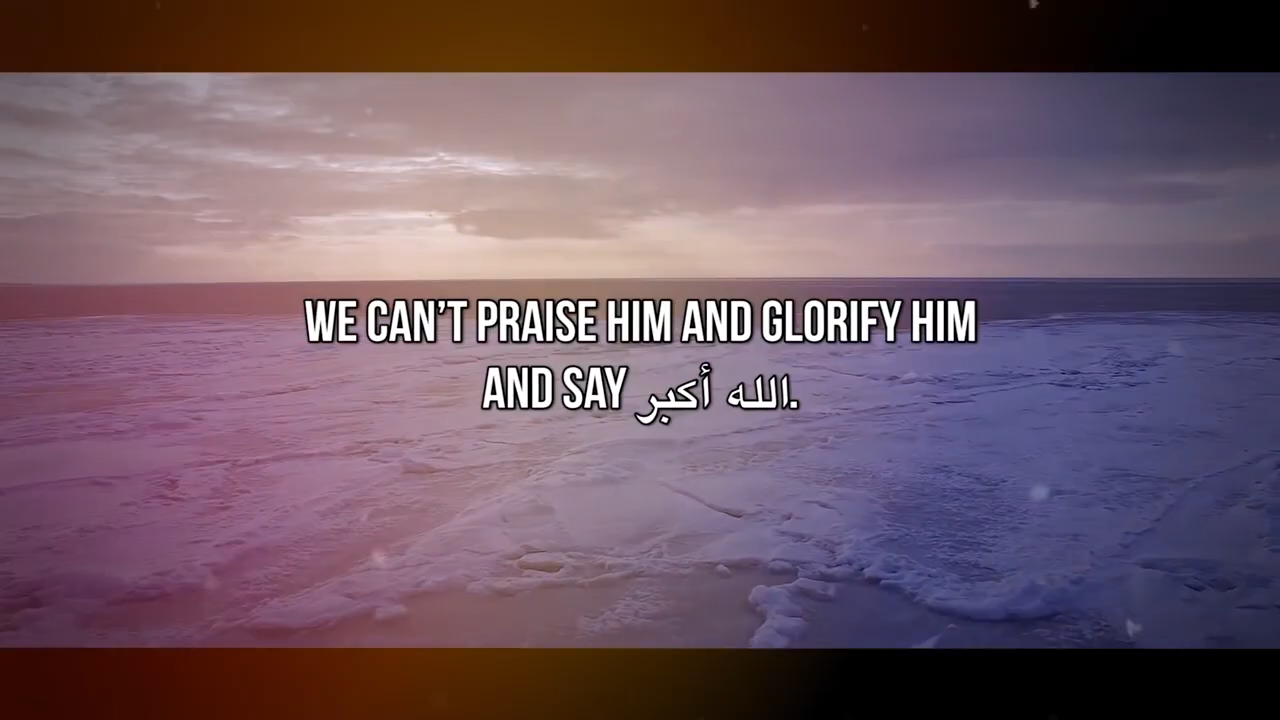 WE CAN’T PRAISE HIM AND GLORIFY HIM
AND SAY الله أكبر.